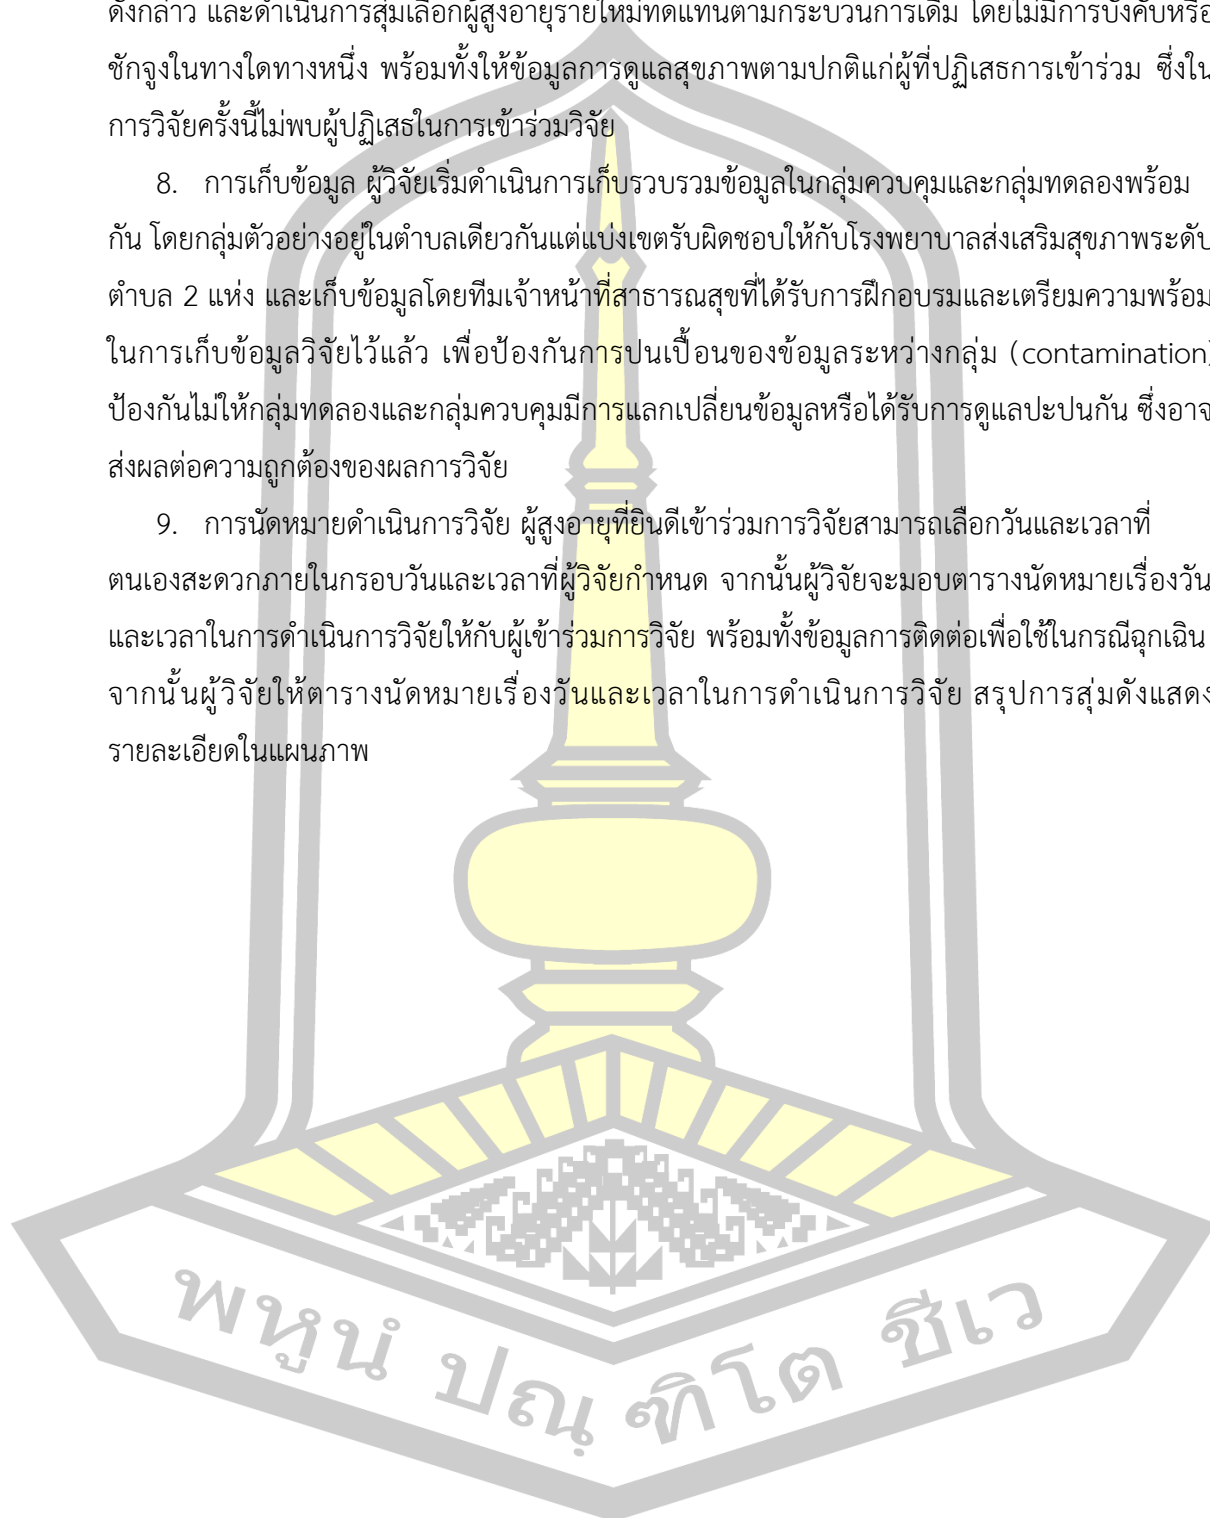 ดังกล่าว และดำเนินการสุ่มเลือกผู้สูงอายุรายใหม่ทดแทนตามกระบวนการเดิม โดยไม่มีการบังคับหรือ
ชักจูงในทางใดทางหนึ่ง พร้อมทั้งให้ข้อมูลการดูแลสุขภาพตามปกติแก่ผู้ที่ปฏิเสธการเข้าร่วม ซึ่งใน
การวิจัยครั้งนี้ไม่พบผู้ปฏิเสธในการเข้าร่วมวิจัย
8. การเก็บข้อมูล ผู้วิจัยเริ่มดำเนินการเก็บรวบรวมข้อมูลในกลุ่มควบคุมและกลุ่มทดลองพร้อม
กัน โดยกลุ่มตัวอย่างอยู่ในตำบลเดียวกันแต่แบ่งเขตรับผิดชอบให้กับโรงพยาบาลส่งเสริมสุขภาพระดับ
ตำบล 2 แห่ง และเก็บข้อมูลโดยทีมเจ้าหน้าที่สาธารณสุขที่ได้รับการฝึกอบรมและเตรียมความพร้อม
ในการเก็บข้อมูลวิจัยไว้แล้ว เพื่อป้องกันการปนเปื้อนของข้อมูลระหว่างกลุ่ม (contamination)
ป้องกันไม่ให้กลุ่มทดลองและกลุ่มควบคุมมีการแลกเปลี่ยนข้อมูลหรือได้รับการดูแลปะปนกัน ซึ่งอาจ
ส่งผลต่อความถูกต้องของผลการวิจัย
9. การนัดหมายดำเนินการวิจัย ผู้สูงอายุที่ยินดีเข้าร่วมการวิจัยสามารถเลือกวันและเวลาที่
ตนเองสะดวกภายในกรอบวันและเวลาที่ผู้วิจัยกำหนด จากนั้นผู้วิจัยจะมอบตารางนัดหมายเรื่องวัน
และเวลาในการดำเนินการวิจัยให้กับผู้เข้าร่วมการวิจัย พร้อมทั้งข้อมูลการติดต่อเพื่อใช้ในกรณีฉุกเฉิน
จากนั้นผู้วิจัยให้ตารางนัดหมายเรื่องวันและเวลาในการดำเนินการวิจัย สรุปการสุ่มดังแสดง
รายละเอียดในแผนภาพ
พหูนํ ปณฺ ฑิโต ชีเว